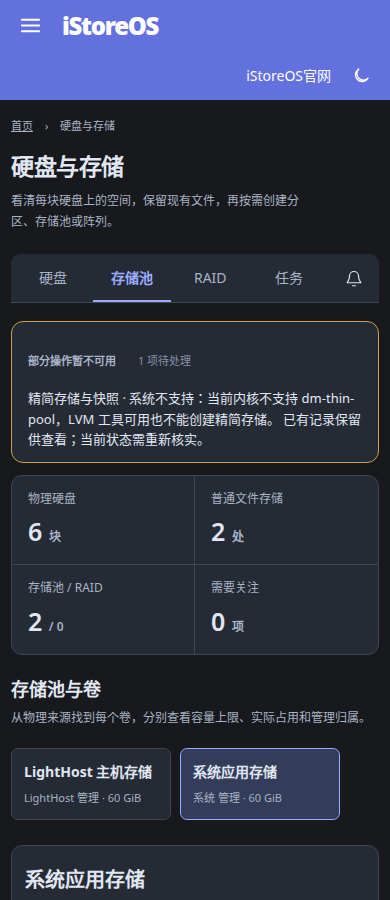 iStoreOS
iStoreOS官网
首页 › 硬盘与存储
硬盘与存储
看清每块硬盘上的空间，保留现有文件，再按需创建分
区、存储池或阵列。
硬盘 存储池 RAID 任务
部分操作暂不可用 1 项待处理
精简存储与快照 · 系统不支持：当前内核不支持 dm-thin-
pool，LVM 工具可用也不能创建精简存储。 已有记录保留
供查看；当前状态需重新核实。
物理硬盘 普通文件存储
6 块 2 处
存储池 / RAID 需要关注
2 / 0 0 项
存储池与卷
从物理来源找到每个卷，分别查看容量上限、实际占用和管理归属。
LightHost 主机存储 系统应用存储
LightHost 管理 · 60 GiB 系统 管理 · 60 GiB
系统应用存储